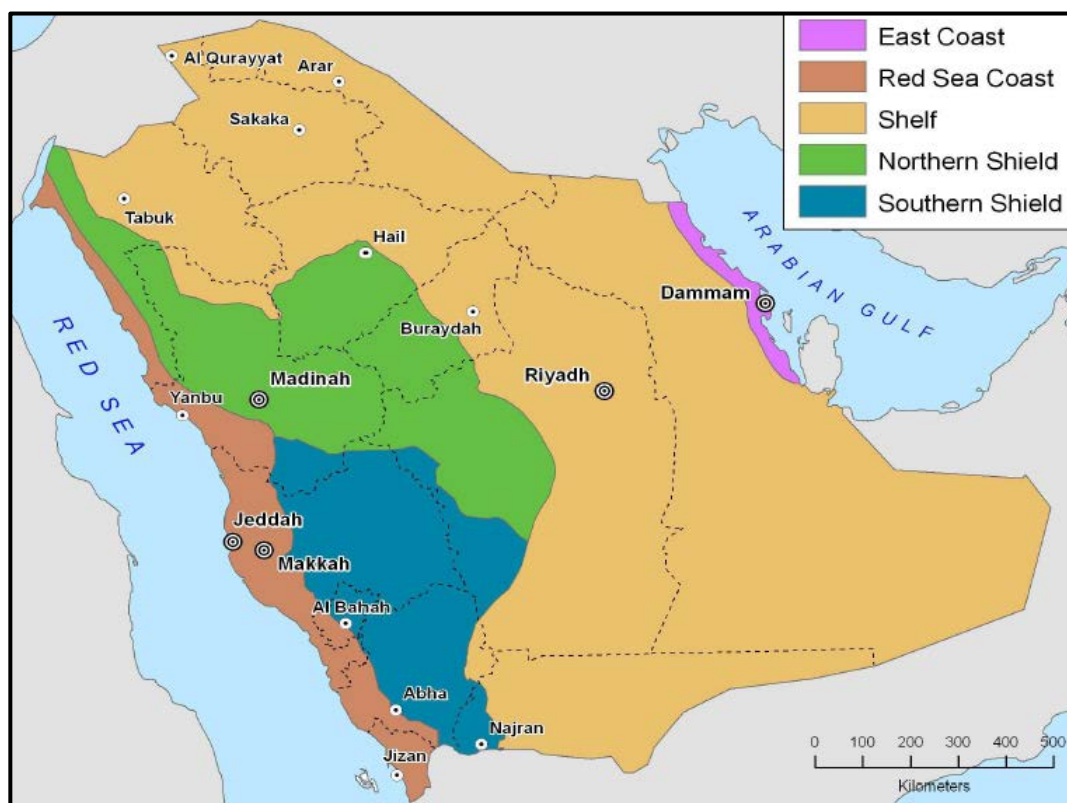 East Coast
Red Sea Coast
Shelf
Northern Shield
Southern Shield
Al Qurayyat
Arar
Sakaka
Tabuk
Hail
ARABIAN GULF
Dammam
Buraydah
Riyadh
RED SEA
Madinah
Yanbu
Jeddah
Makkah
Al Bahah
Abha
Najran
Jizan
0 100 200 300 400 500
Kilometers